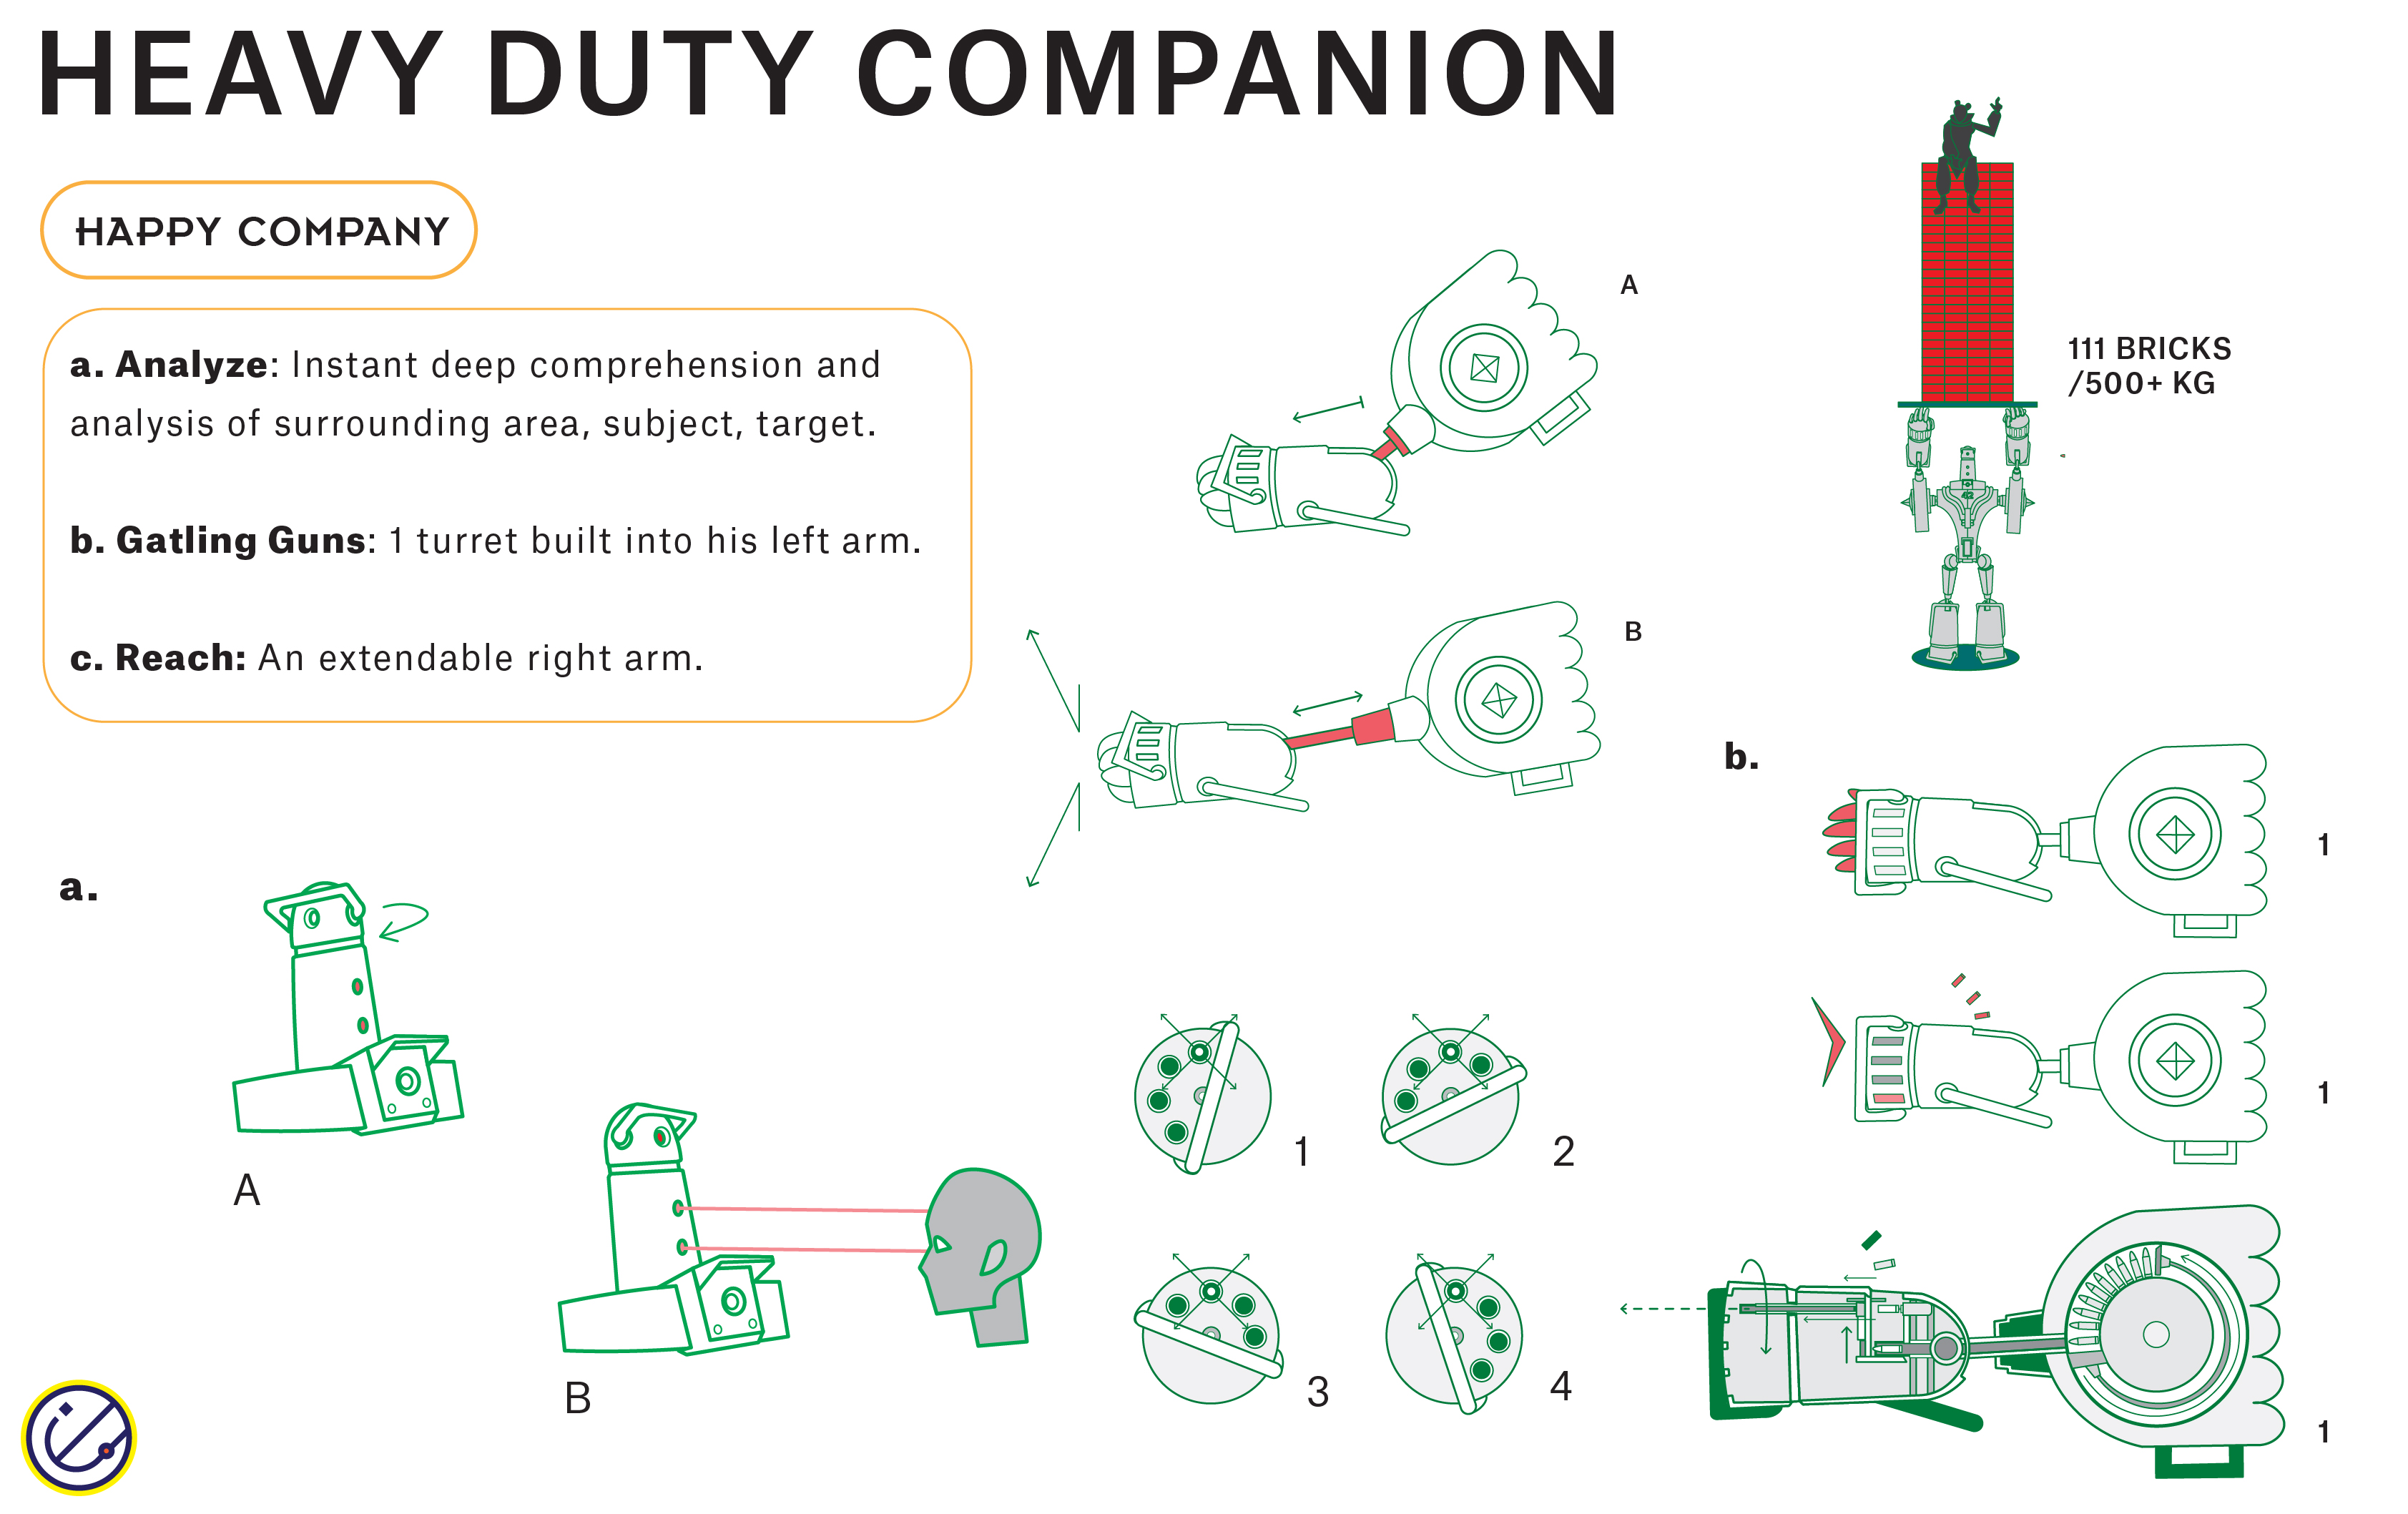 HEAVY DUTY COMPANION
HAPPY COMPANY
a. Analyze: Instant deep comprehension and
analysis of surrounding area, subject, target.
b. Gatling Guns: 1 turret built into his left arm.
c. Reach: An extendable right arm.
A
B
111 BRICKS
/500+ KG
42
a.
A
B
1
2
3
4
b.
1
1
1